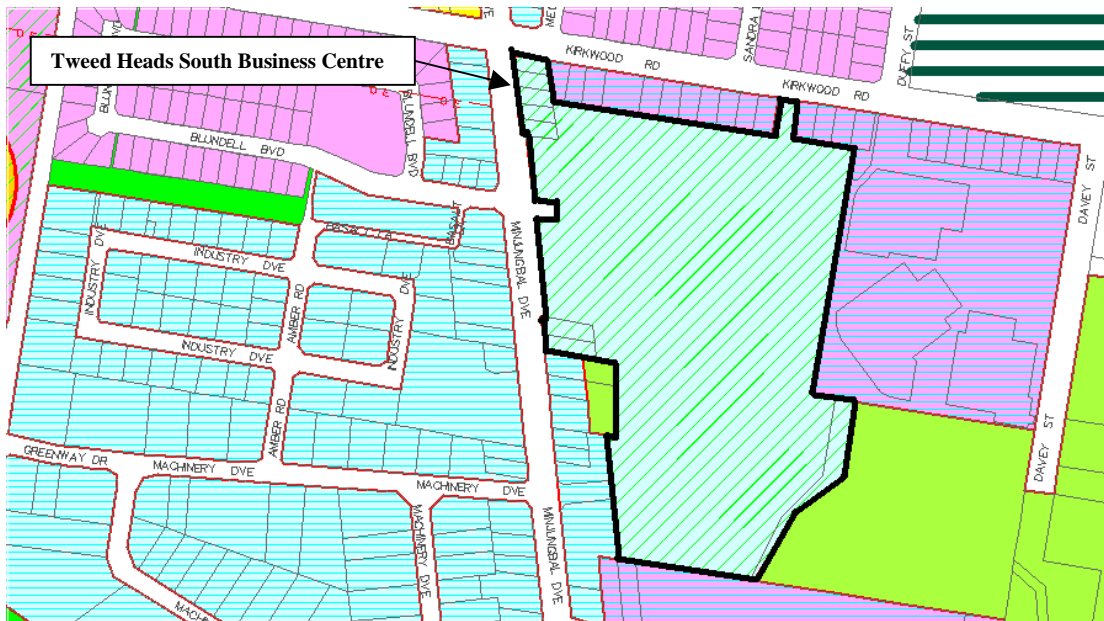 Tweed Heads South Business Centre
KIRKWOOD RD
KIRKWOOD RD
SANDRA
DUFFY ST
BLUNDELL BVD
BLUNDELL BVD
DAVEY ST
DAVEY ST
MINJUNGBAL DVE
MINJUNGBAL DVE
INDUSTRY DVE
INDUSTRY DVE
INDUSTRY DVE
INDUSTRY DVE
AMBER RD
AMBER RD
GREENWAY DR
MACHINERY DVE
MACHINERY DVE
MACHINERY DVE